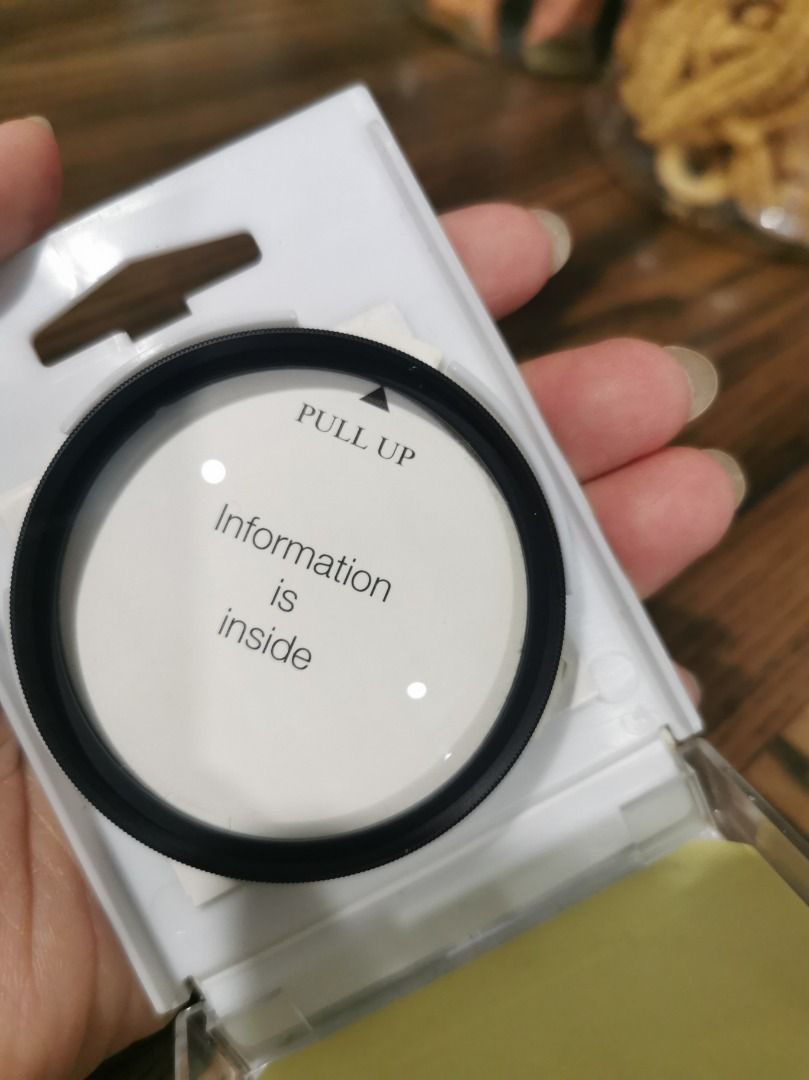 PULL UP
Information
is
inside